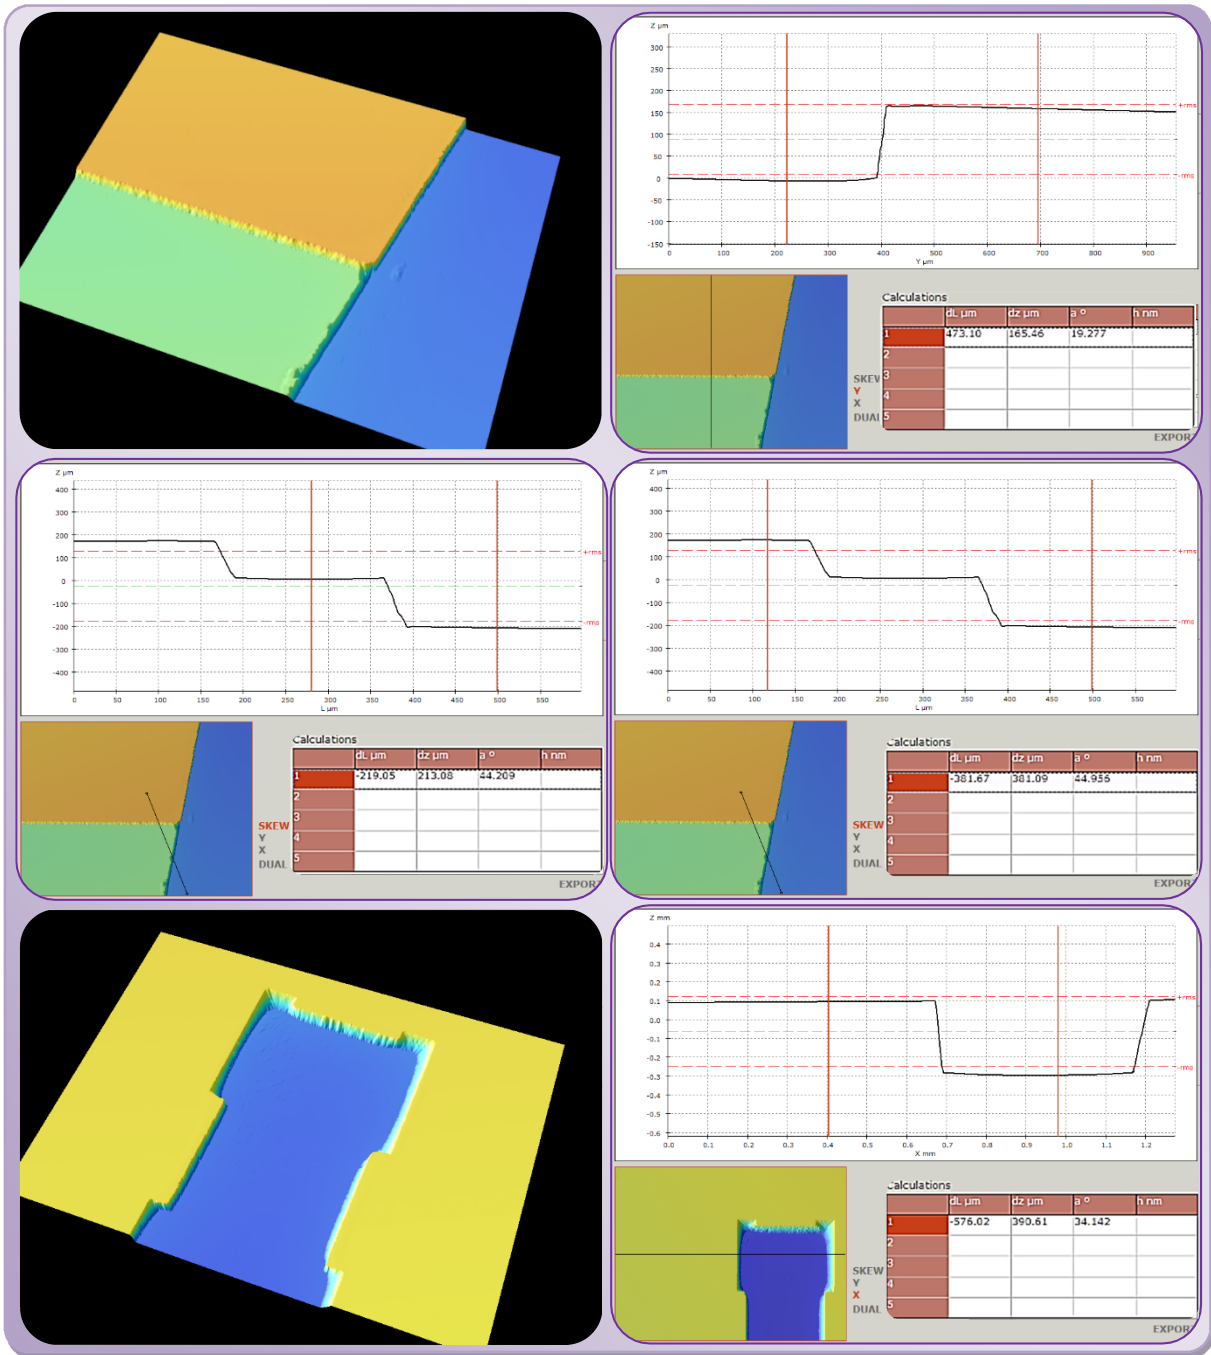 Z µm
300
250
200
150
100
50
0
-50
-100
-150
+rms
-rms
0 100 200 300 400 500 600 700 800 900
Y µm
Calculations
dL µm dz µm a º h nm
1 473.10 165.46 19.277
2
3
4
5
SKEW
Y
X
DUAL
EXPOR
Z µm
400
300
200
100
0
-100
-200
-300
-400
+rms
-rms
0 50 100 150 200 250 300 350 400 450 500 550
L µm
Calculations
dL µm dz µm a º h nm
1 -219.05 213.08 44.209
2
3
4
5
SKEW
Y
X
DUAL
EXPOR
Z µm
400
300
200
100
0
-100
-200
-300
-400
+rms
-rms
0 50 100 150 200 250 300 350 400 450 500 550
L µm
Calculations
dL µm dz µm a º h nm
1 -381.67 381.09 44.956
2
3
4
5
SKEW
Y
X
DUAL
EXPOR
Z mm
0.4
0.3
0.2
0.1
0.0
-0.1
-0.2
-0.3
-0.4
-0.5
-0.6
+rms
-rms
0.0 0.1 0.2 0.3 0.4 0.5 0.6 0.7 0.8 0.9 1.0 1.1 1.2
X mm
Calculations
dL µm dz µm a º h nm
1 -576.02 390.61 34.142
2
3
4
5
SKEW
Y
X
DUAL
EXPOR